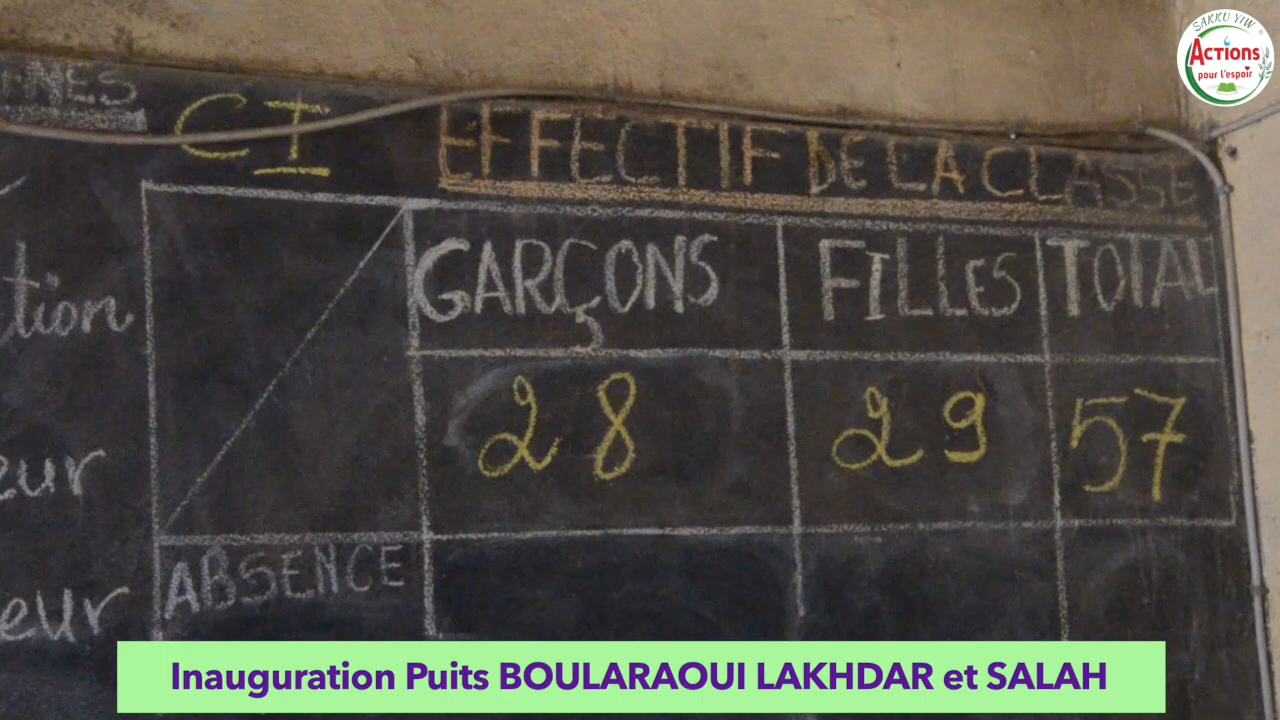 SAKKU YIW
ACTIONS
pour l'espoir
CI
EFFECTIF DE LA CLASSE
GARÇONS FILLES TOTAL
tion
28 29 57
eur
ABSENCE
eur
Inauguration Puits BOULARAOUI LAKHDAR et SALAH